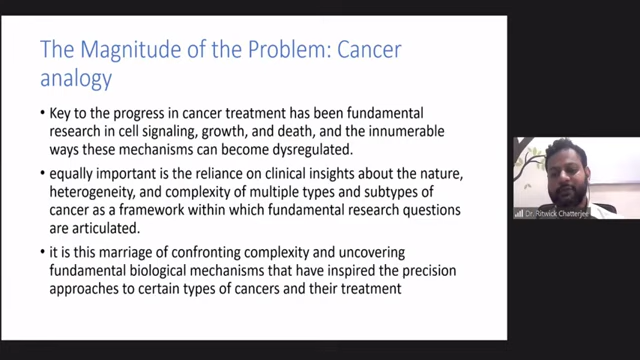 The Magnitude of the Problem: Cancer
analogy
• Key to the progress in cancer treatment has been fundamental
research in cell signaling, growth, and death, and the innumerable
ways these mechanisms can become dysregulated.
• equally important is the reliance on clinical insights about the nature,
heterogeneity, and complexity of multiple types and subtypes of
cancer as a framework within which fundamental research questions
are articulated.
• it is this marriage of confronting complexity and uncovering
fundamental biological mechanisms that have inspired the precision
approaches to certain types of cancers and their treatment
Dr. Ritwick Chatterjee